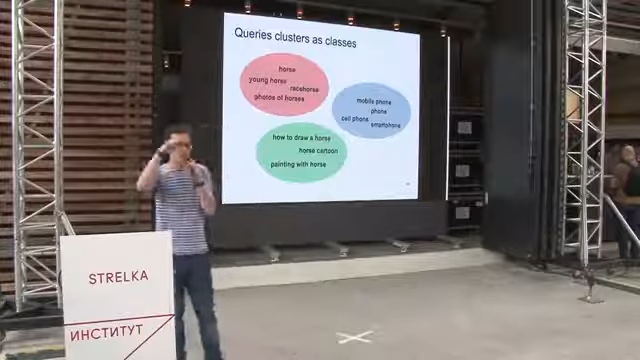 Queries clusters as classes
horse
young horse
racehorse
photos of horses
mobile phone
phone
cell phone
smartphone
how to draw a horse
horse cartoon
painting with horse
STRELKA
ИНСТИТУТ